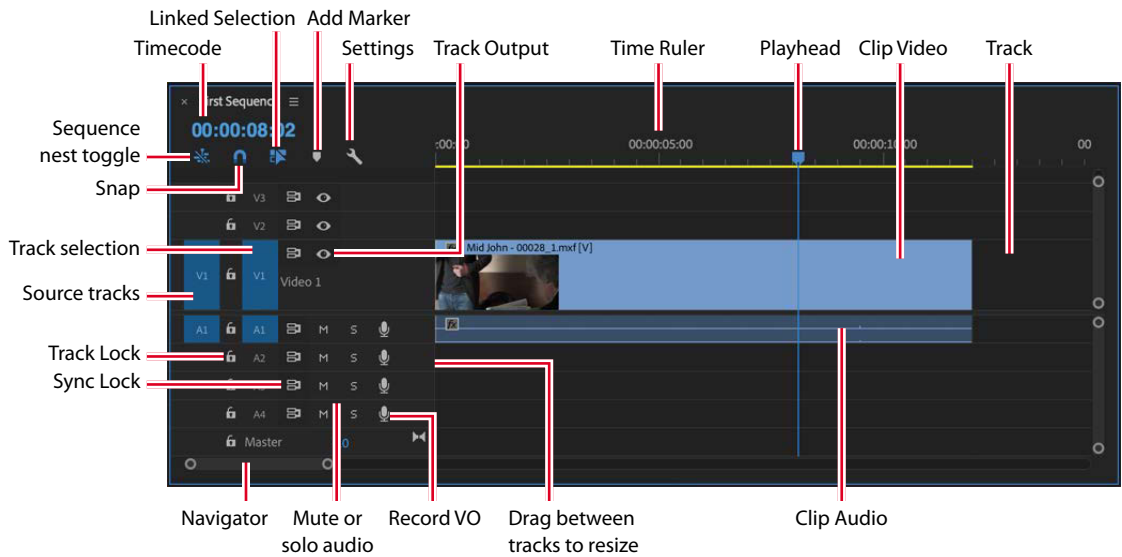 Linked Selection Add Marker
Timecode Settings Track Output Time Ruler Playhead Clip Video Track
× First Sequence
Sequence
nest toggle
00:00:08:02
:00:00 00:00:05:00 00:00:10:00 00
Snap
V3
V2
Track selection
Mid John - 00028_1.mxf [V]
V1 V1 Video 1
Source tracks
fx
A1 A1 M S
Track Lock
A2 M S
Sync Lock
M S
A4 M S
Master
Navigator Mute or Record VO Drag between Clip Audio
solo audio tracks to resize